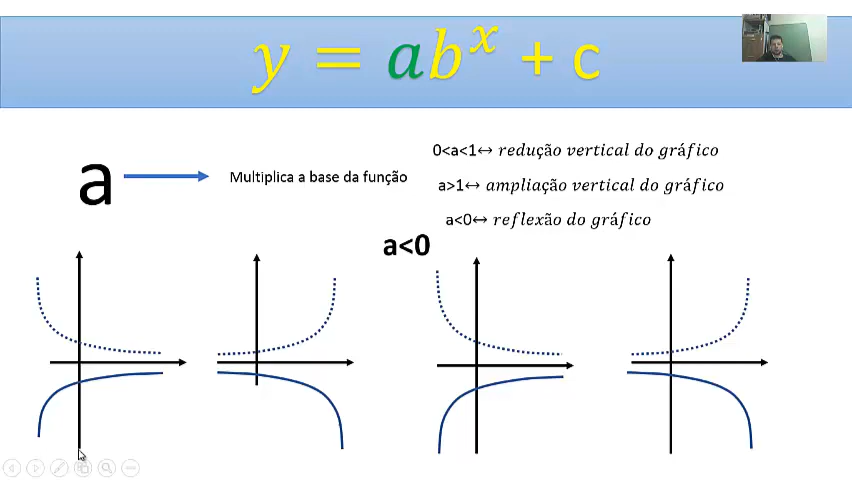 y = ab^x + c
0<a<1↔ redução vertical do gráfico
a
Multiplica a base da função
a>1↔ ampliação vertical do gráfico
a<0↔ reflexão do gráfico
a<0